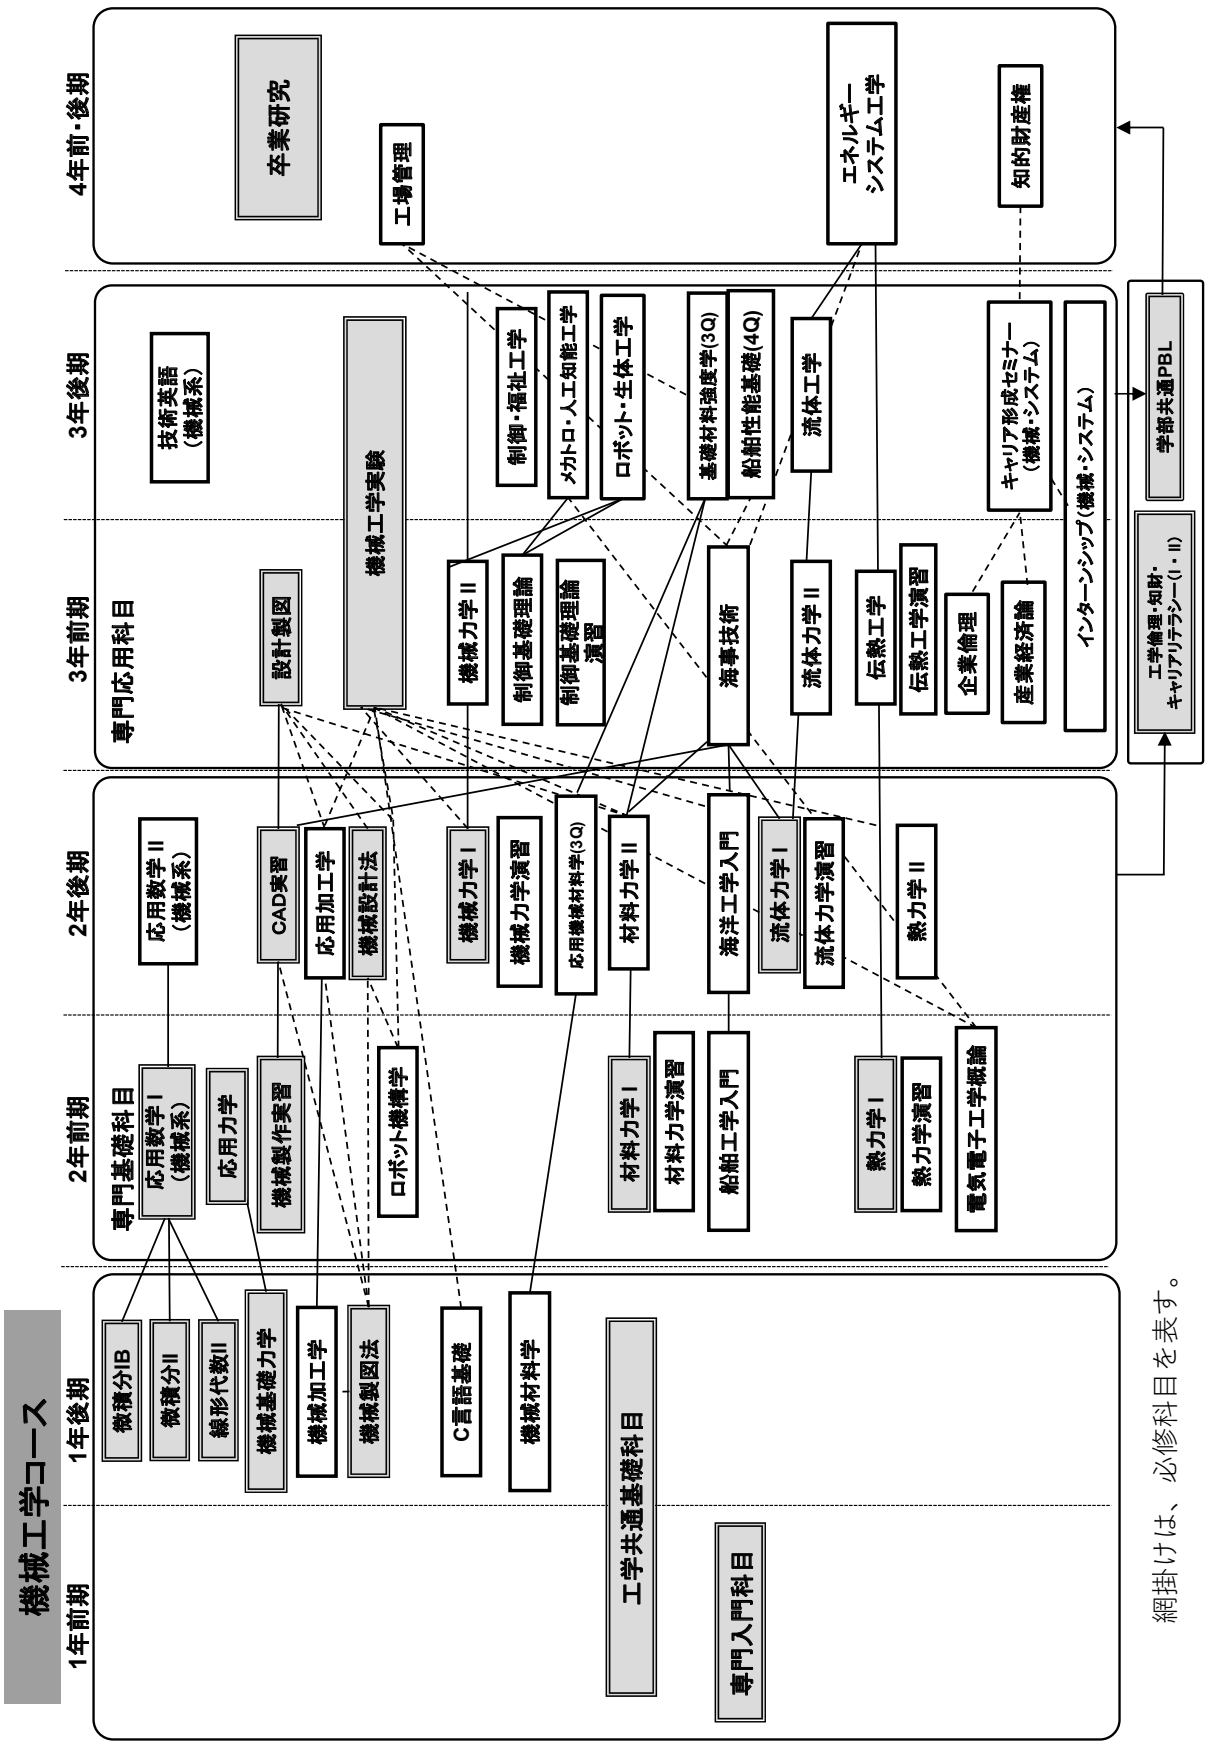 機械工学コース
1年前期
1年後期
2年前期
2年後期
3年前期
3年後期
4年前・後期
専門基礎科目
専門応用科目
工学共通基礎科目
専門入門科目
微積分IB
微積分II
線形代数II
機械基礎力学
機械加工学
機械製図法
C言語基礎
機械材料学
応用数学 I
(機械系)
応用力学
機械製作実習
ロボット機構学
材料力学 I
材料力学演習
船舶工学入門
熱力学 I
熱力学演習
電気電子工学概論
応用数学 II
(機械系)
CAD実習
応用加工学
機械設計法
機械力学 I
機械力学演習
応用機械材料学(3Q)
材料力学 II
海洋工学入門
流体力学 I
流体力学演習
熱力学 II
設計製図
機械工学実験
機械力学 II
制御基礎理論
制御基礎理論
演習
海事技術
流体力学 II
伝熱工学
伝熱工学演習
企業倫理
産業経済論
インターンシップ(機械・システム)
技術英語
(機械系)
制御・福祉工学
メカトロ・人工知能工学
ロボット・生体工学
基礎材料強度学(3Q)
船舶性能基礎(4Q)
流体工学
キャリア形成セミナー
(機械・システム)
卒業研究
工場管理
エネルギー
システム工学
知的財産権
工学倫理・知財・
キャリアリテラシー(I・II)
学部共通PBL
網掛けは、必修科目を表す。